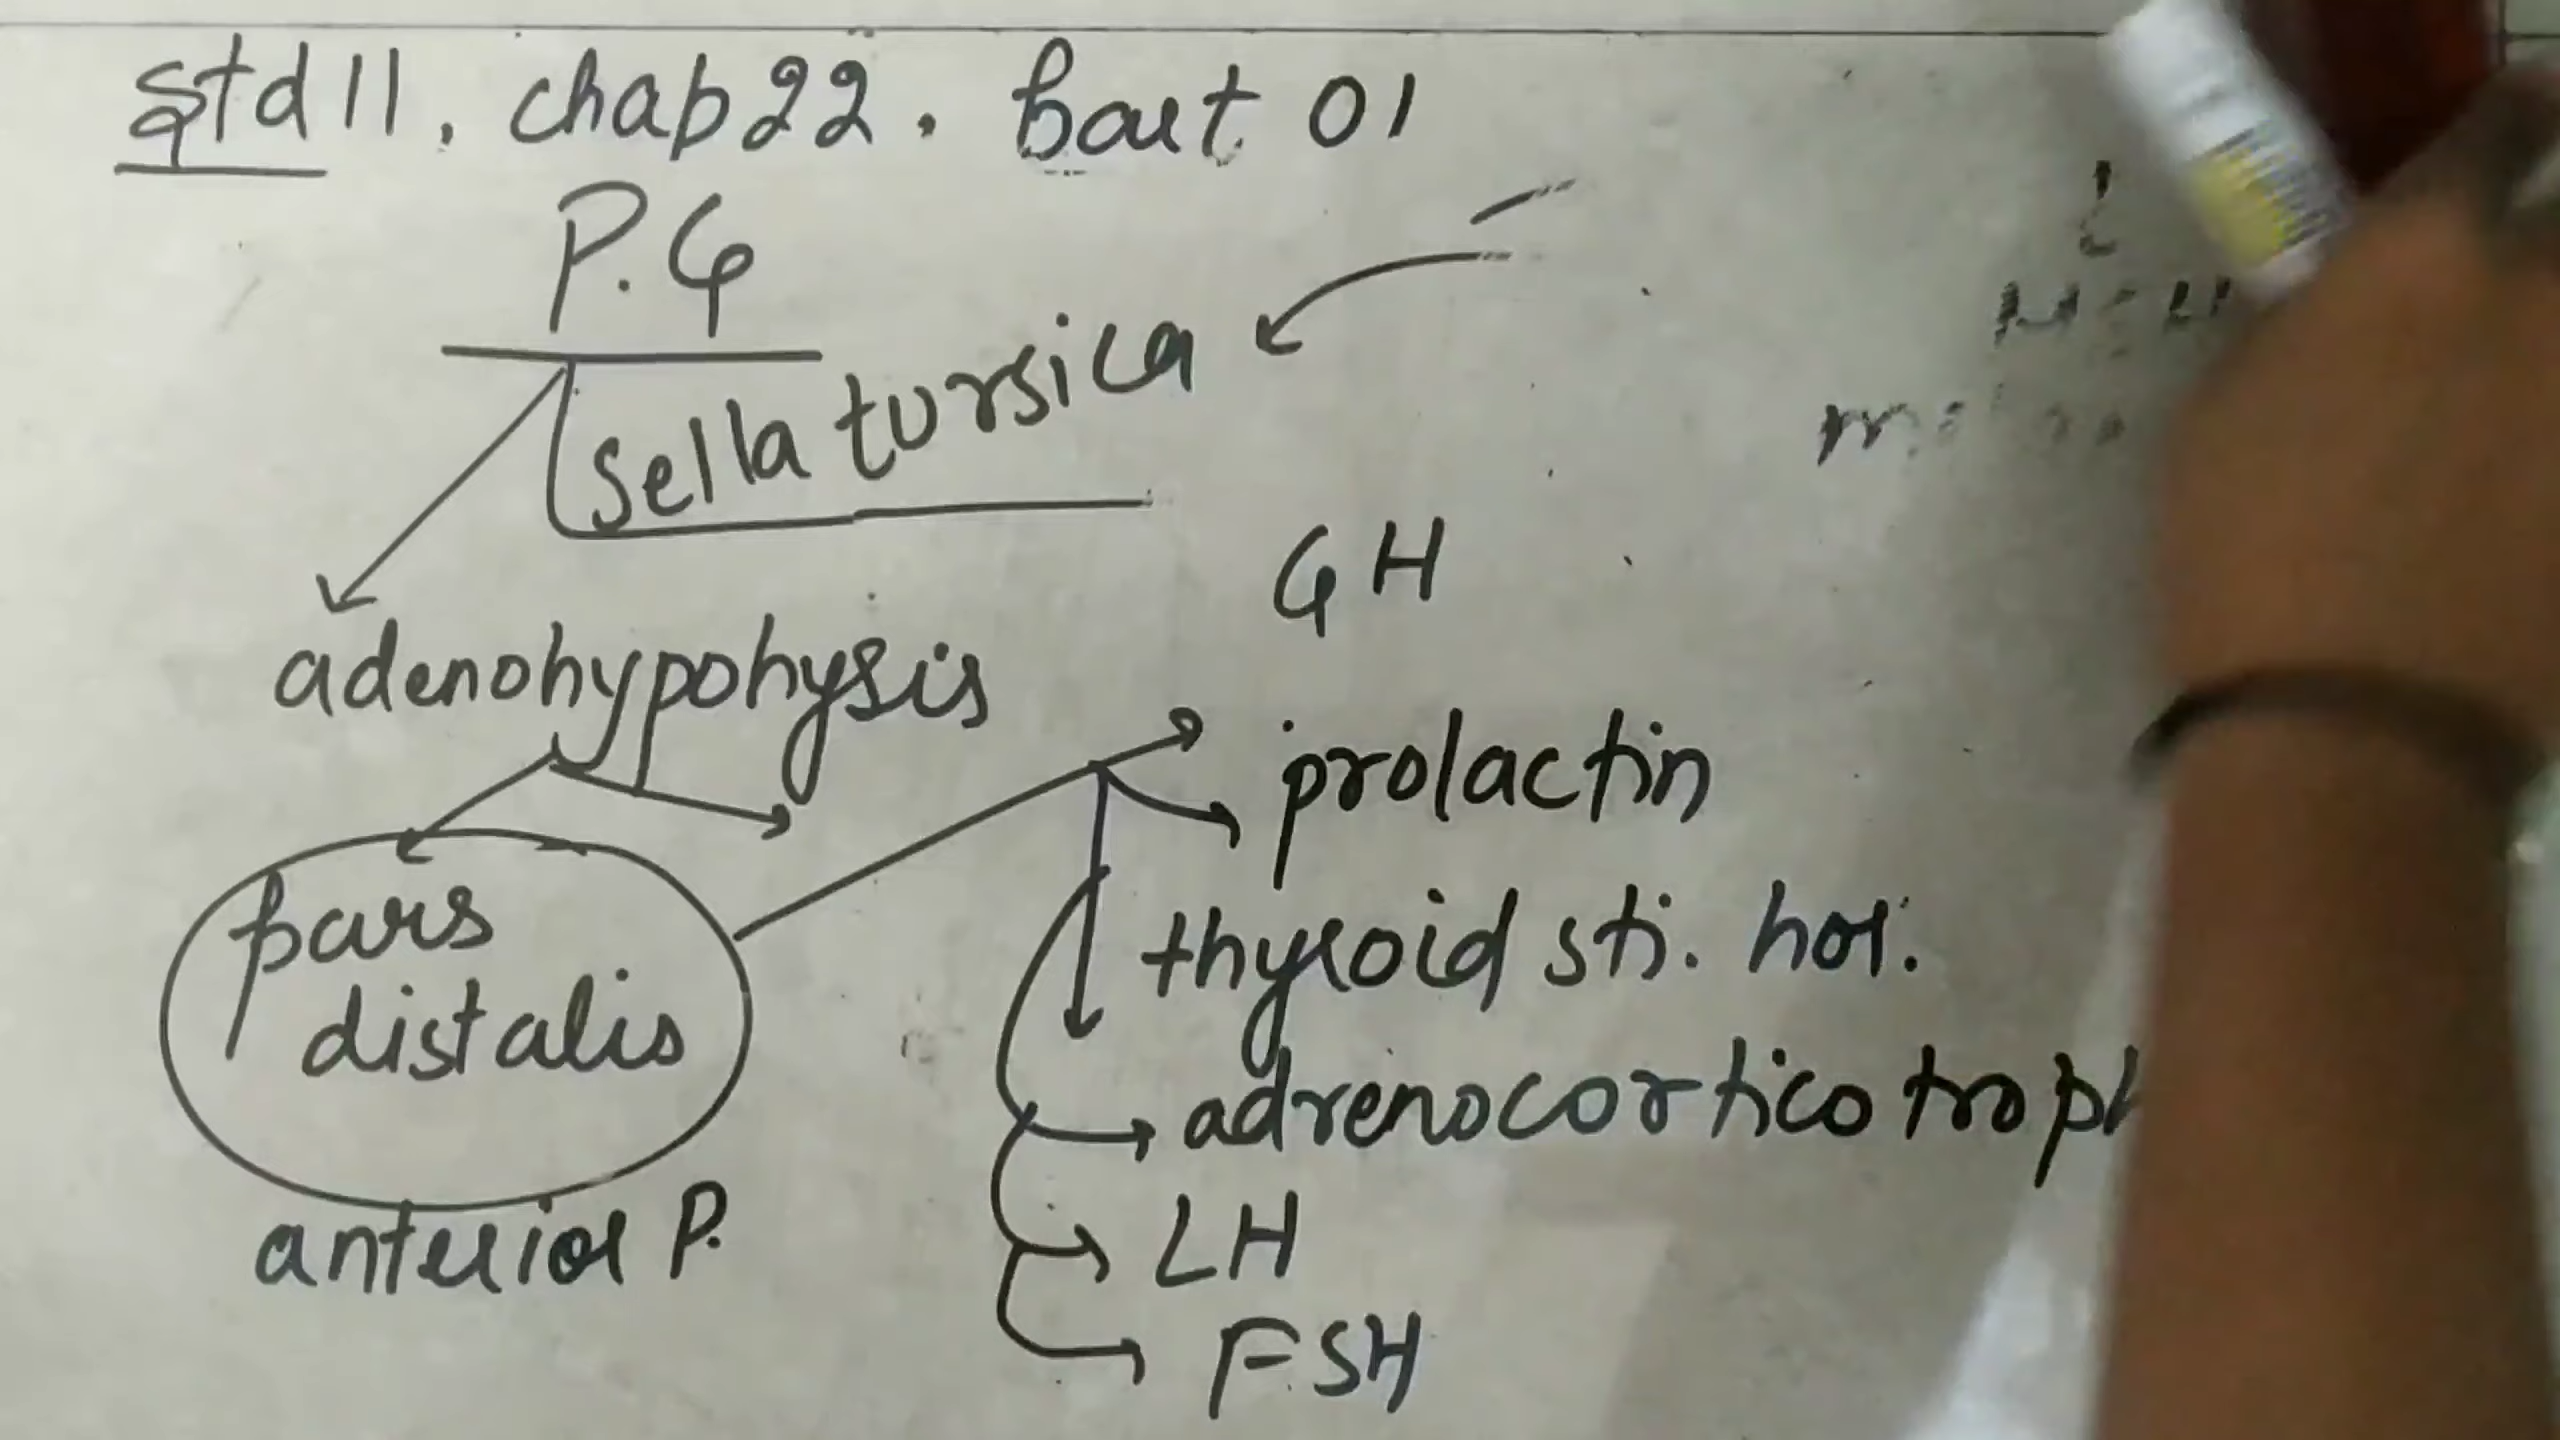 std 11. chap 22. Part 01
P.G
sella tursica
GH
adenohypohysis
prolactin
pars
distalis
thyroid sti. hor.
adrenocorticotroph
anterior P.
LH
FSH